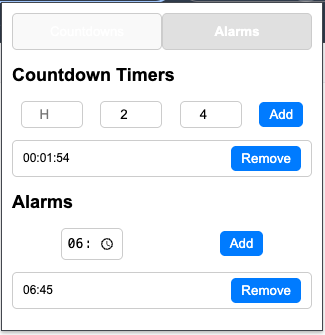 Countdowns Alarms
Countdown Timers
H 2 4 Add
00:01:54 Remove
Alarms
06: Add
06:45 Remove